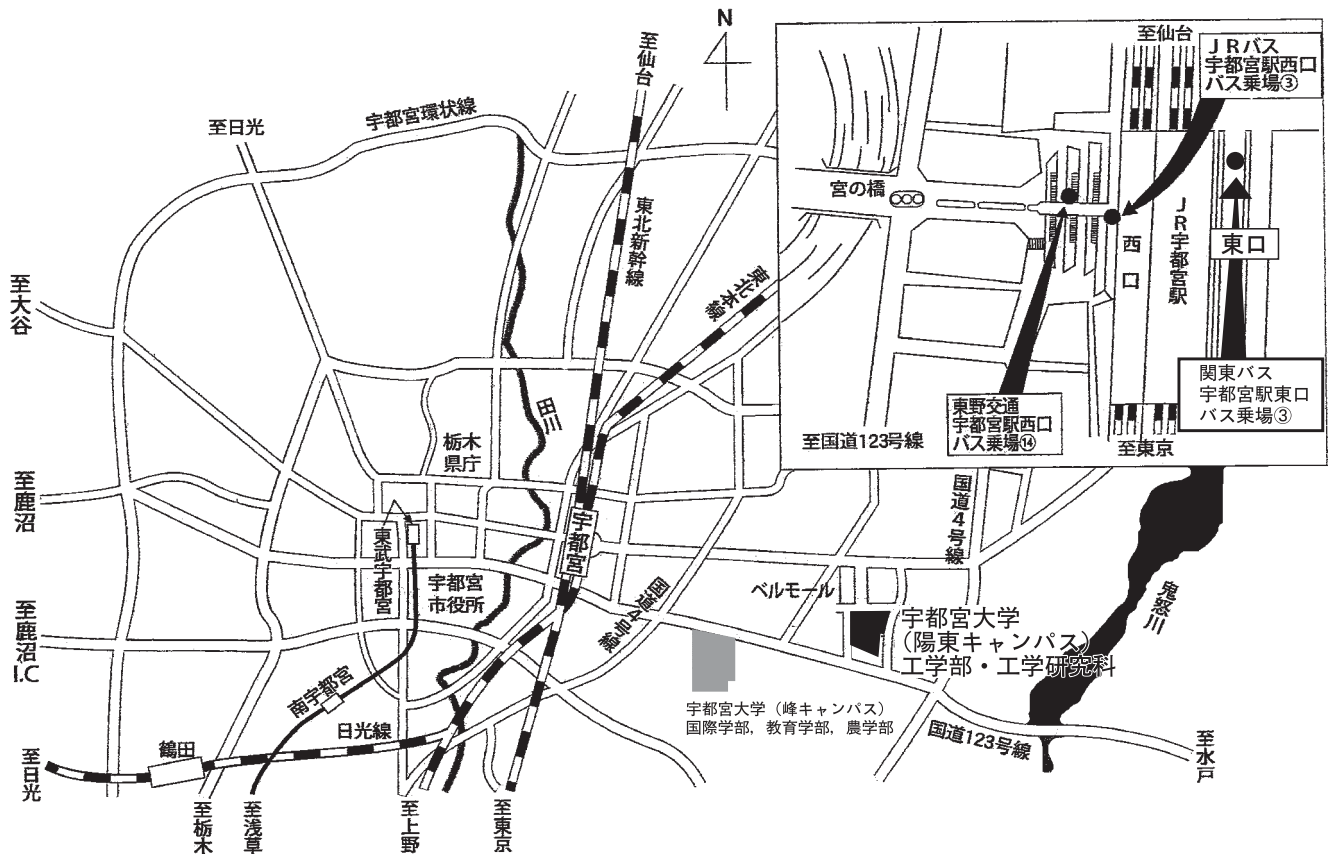 N
至仙台
至日光
宇都宮環状線
東北新幹線
東北本線
至大谷
田川
栃木
県庁
至鹿沼
東武宇都宮
宇都宮
宇都宮
市役所
国道4号線
至鹿沼
I.C
南宇都宮
日光線
鶴田
至日光
至栃木
至浅草
至上野
至東京
ベルモール
宇都宮大学
（陽東キャンパス）
工学部・工学研究科
宇都宮大学（峰キャンパス）
国際学部，教育学部，農学部
国道4号線
鬼怒川
国道123号線
至水戸
至仙台
JRバス
宇都宮駅西口
バス乗場③
宮の橋
西口
JR宇都宮駅
東口
関東バス
宇都宮駅東口
バス乗場③
東野交通
宇都宮駅西口
バス乗場⑭
至国道123号線
至東京